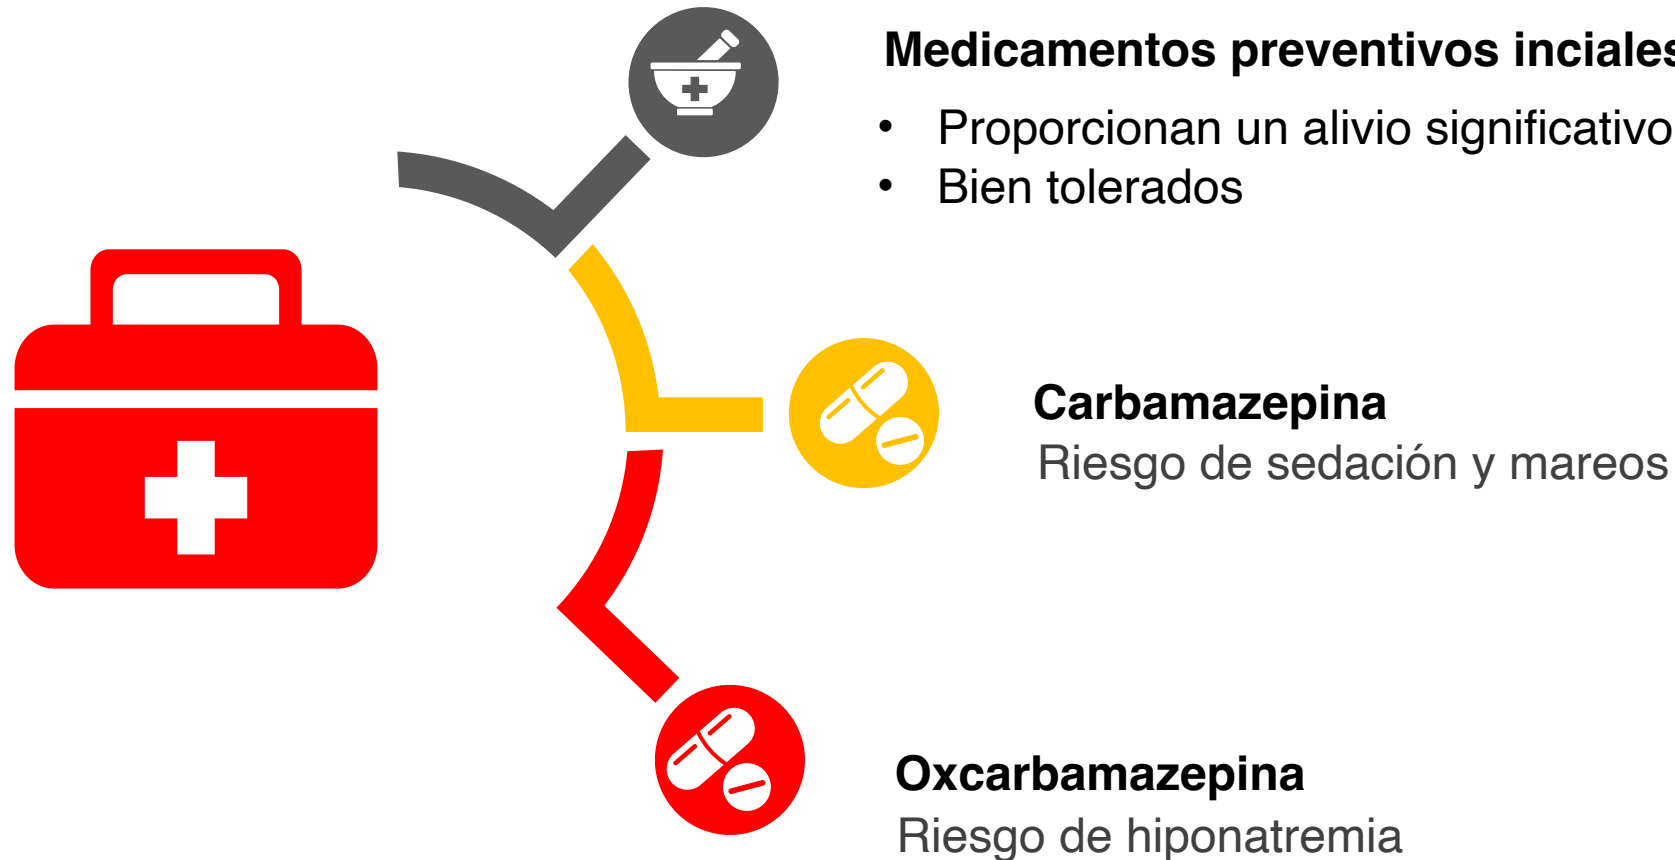 Medicamentos preventivos inciales
• Proporcionan un alivio significativo
• Bien tolerados
Carbamazepina
Riesgo de sedación y mareos
Oxcarbamazepina
Riesgo de hiponatremia